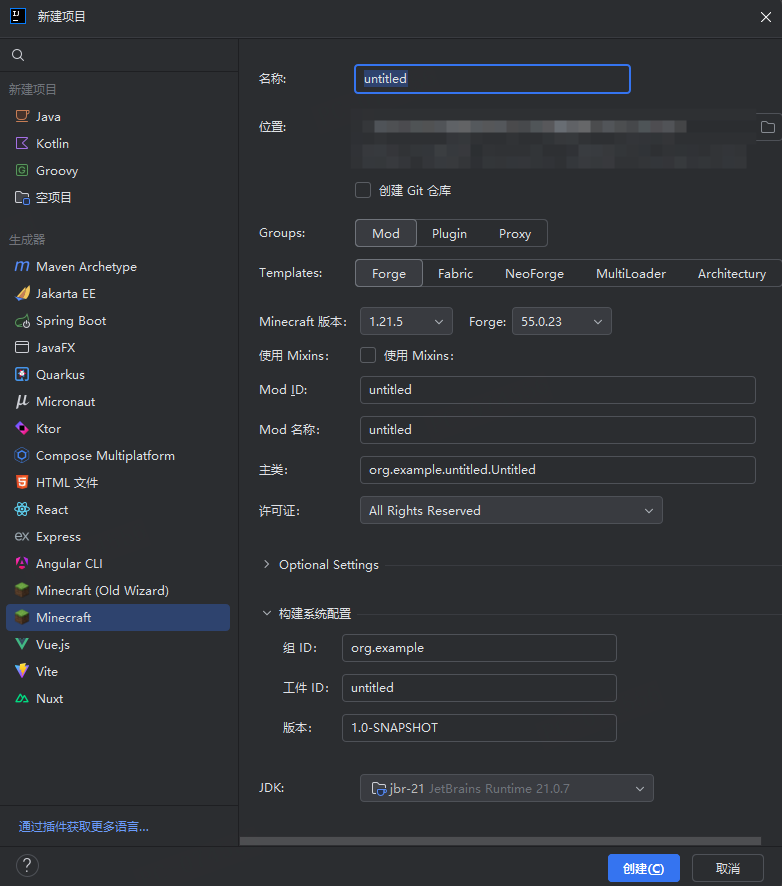 新建项目
新建项目
Java
Kotlin
Groovy
空项目
生成器
Maven Archetype
Jakarta EE
Spring Boot
JavaFX
Quarkus
Micronaut
Ktor
Compose Multiplatform
HTML 文件
React
Express
Angular CLI
Minecraft (Old Wizard)
Minecraft
Vue.js
Vite
Nuxt
通过插件获取更多语言...
名称: untitled
位置:
创建 Git 仓库
Groups: Mod Plugin Proxy
Templates: Forge Fabric NeoForge MultiLoader Architectury
Minecraft 版本: 1.21.5 Forge: 55.0.23
使用 Mixins: 使用 Mixins:
Mod ID: untitled
Mod 名称: untitled
主类: org.example.untitled.Untitled
许可证: All Rights Reserved
Optional Settings
构建系统配置
组 ID: org.example
工件 ID: untitled
版本: 1.0-SNAPSHOT
JDK: jbr-21 JetBrains Runtime 21.0.7
? 创建(C) 取消